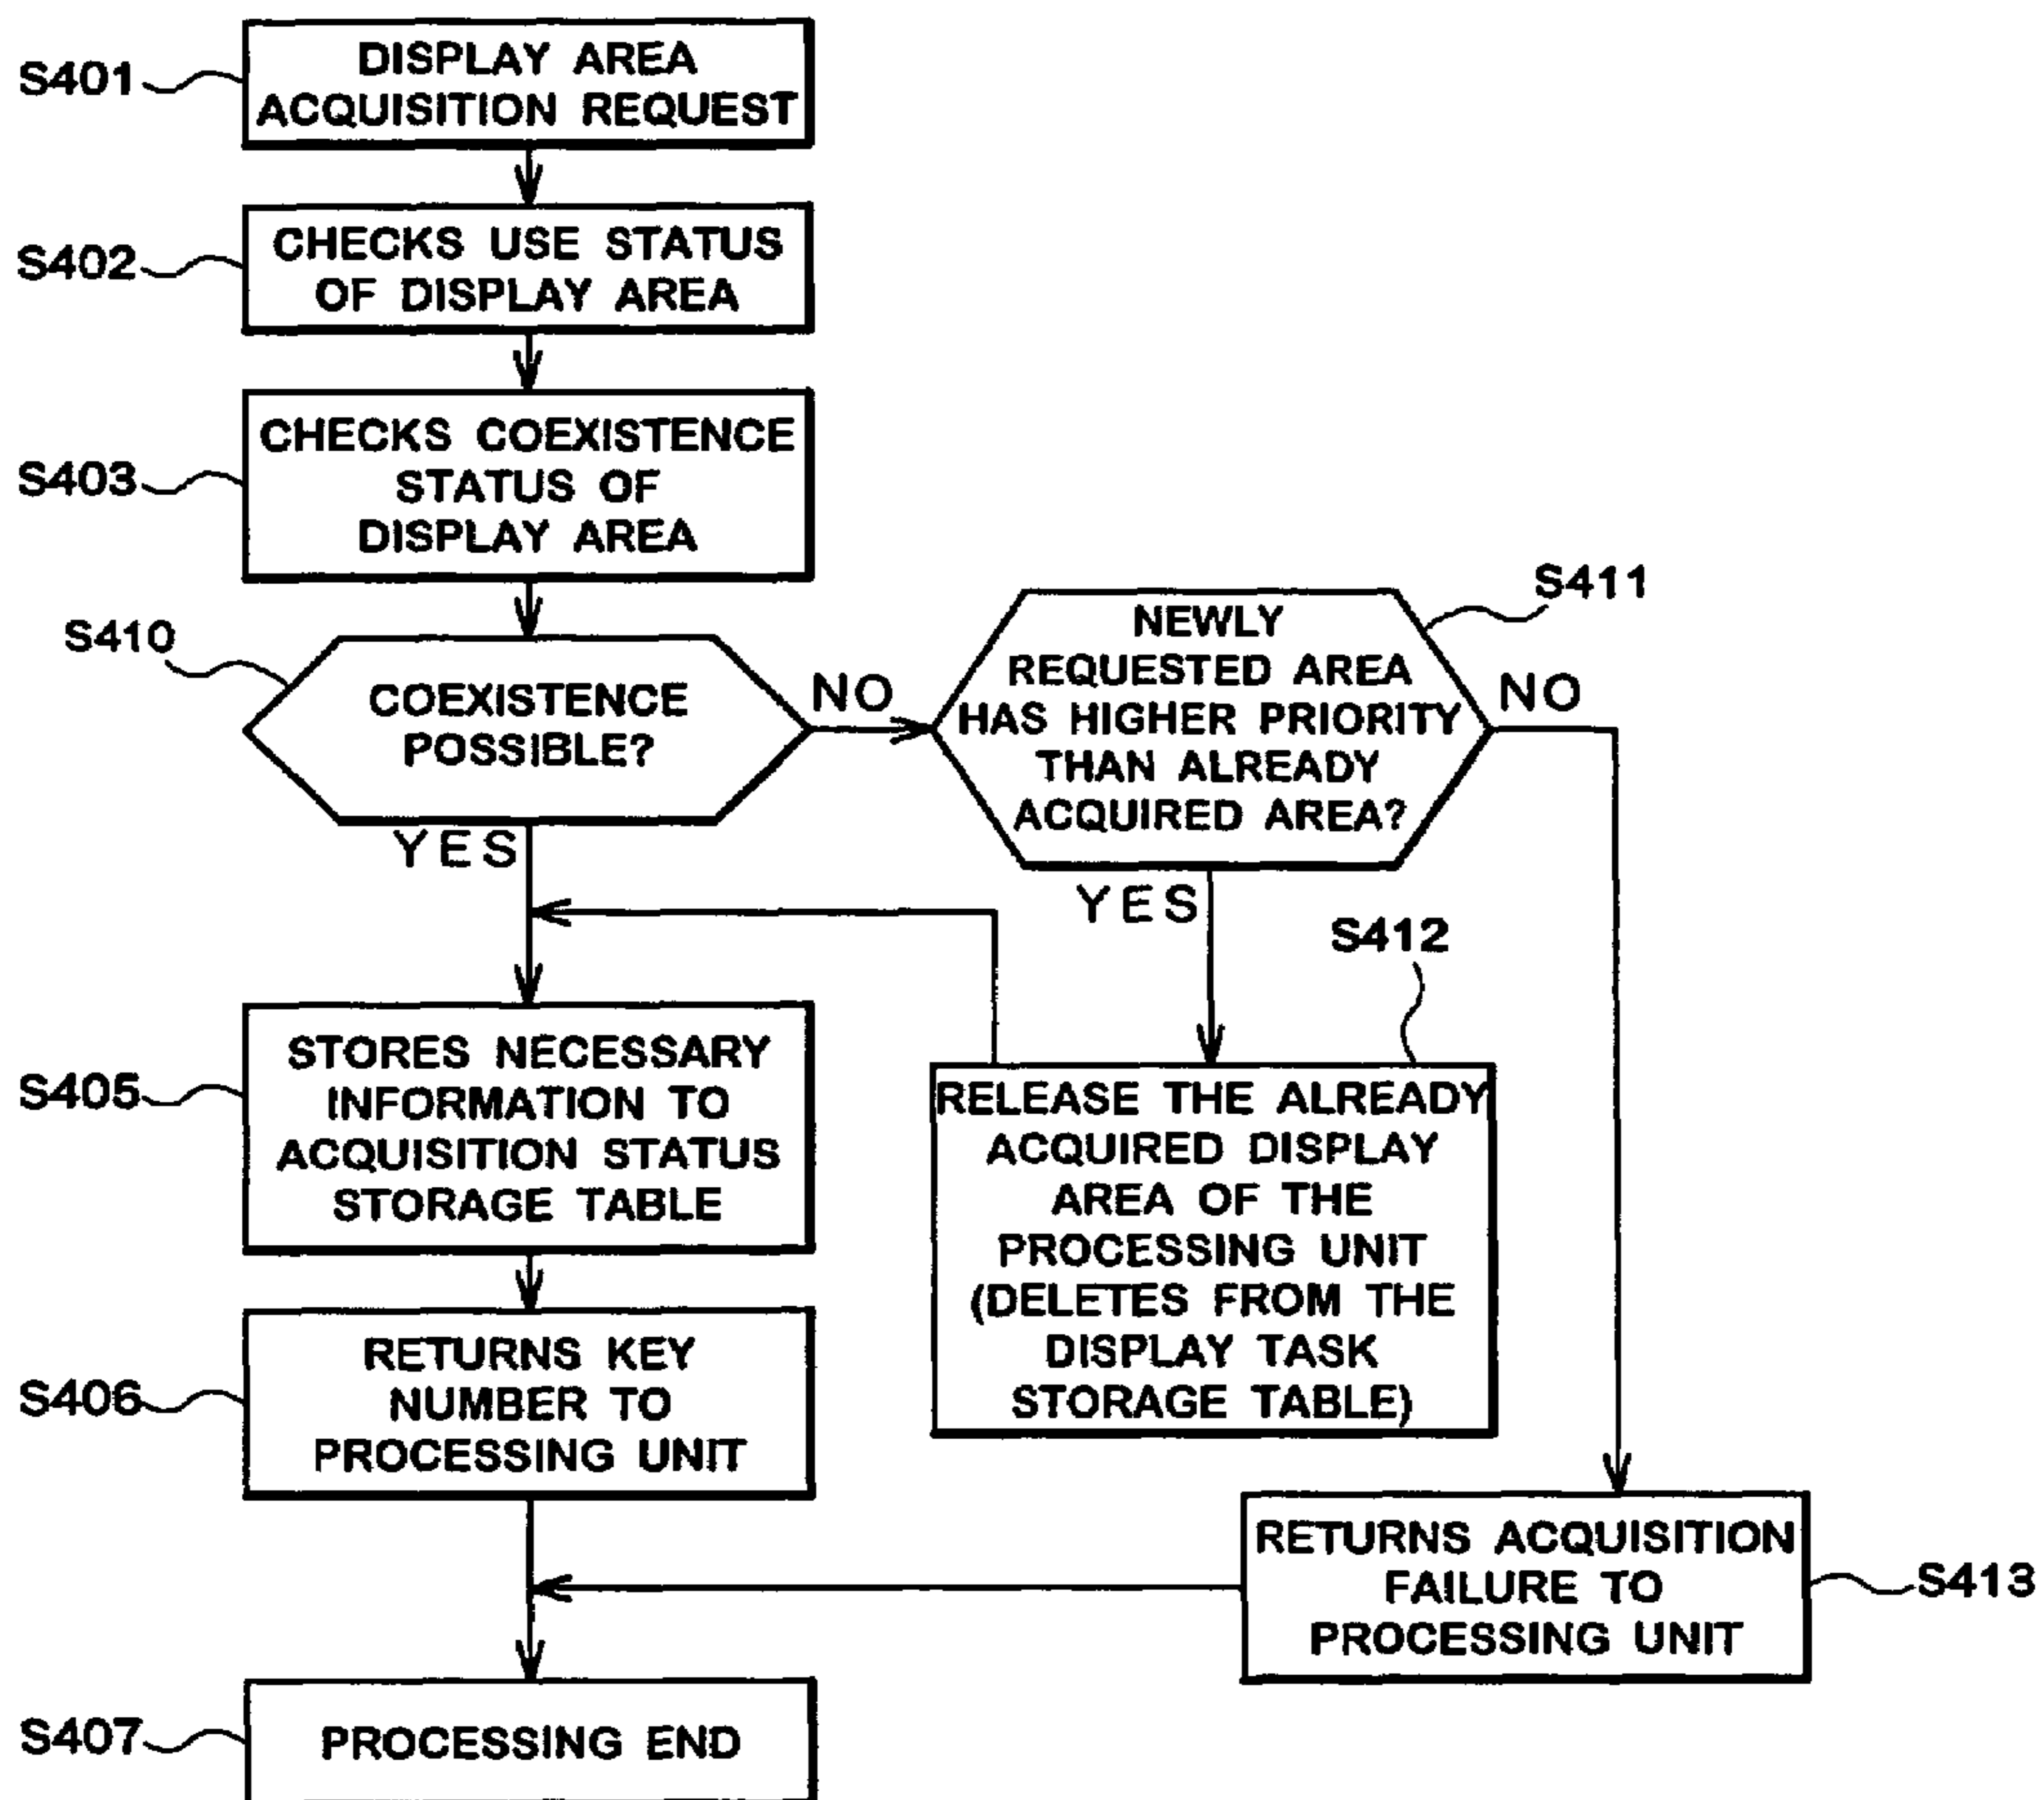 S401
DISPLAY AREA
ACQUISITION REQUEST
S402
CHECKS USE STATUS
OF DISPLAY AREA
S403
CHECKS COEXISTENCE
STATUS OF
DISPLAY AREA
S410
COEXISTENCE
POSSIBLE?
NO
YES
S411
NEWLY
REQUESTED AREA
HAS HIGHER PRIORITY
THAN ALREADY
ACQUIRED AREA?
NO
YES
S412
RELEASE THE ALREADY
ACQUIRED DISPLAY
AREA OF THE
PROCESSING UNIT
(DELETES FROM THE
DISPLAY TASK
STORAGE TABLE)
S405
STORES NECESSARY
INFORMATION TO
ACQUISITION STATUS
STORAGE TABLE
S406
RETURNS KEY
NUMBER TO
PROCESSING UNIT
RETURNS ACQUISITION
FAILURE TO
PROCESSING UNIT
S413
S407
PROCESSING END